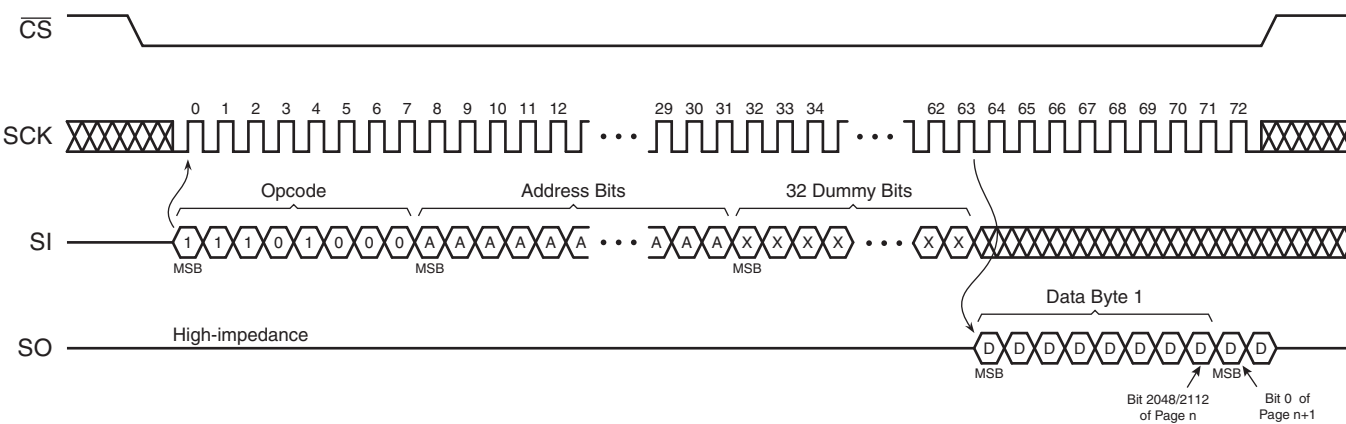 CS
0 1 2 3 4 5 6 7 8 9 10 11 12 29 30 31 32 33 34 62 63 64 65 66 67 68 69 70 71 72
SCK
Opcode Address Bits 32 Dummy Bits
SI 1 1 1 0 1 0 0 0 A A A A A A A A A X X X X X X
MSB MSB MSB
Data Byte 1
High-impedance
SO D D D D D D D D D D
MSB MSB
Bit 2048/2112 Bit 0 of
of Page n Page n+1